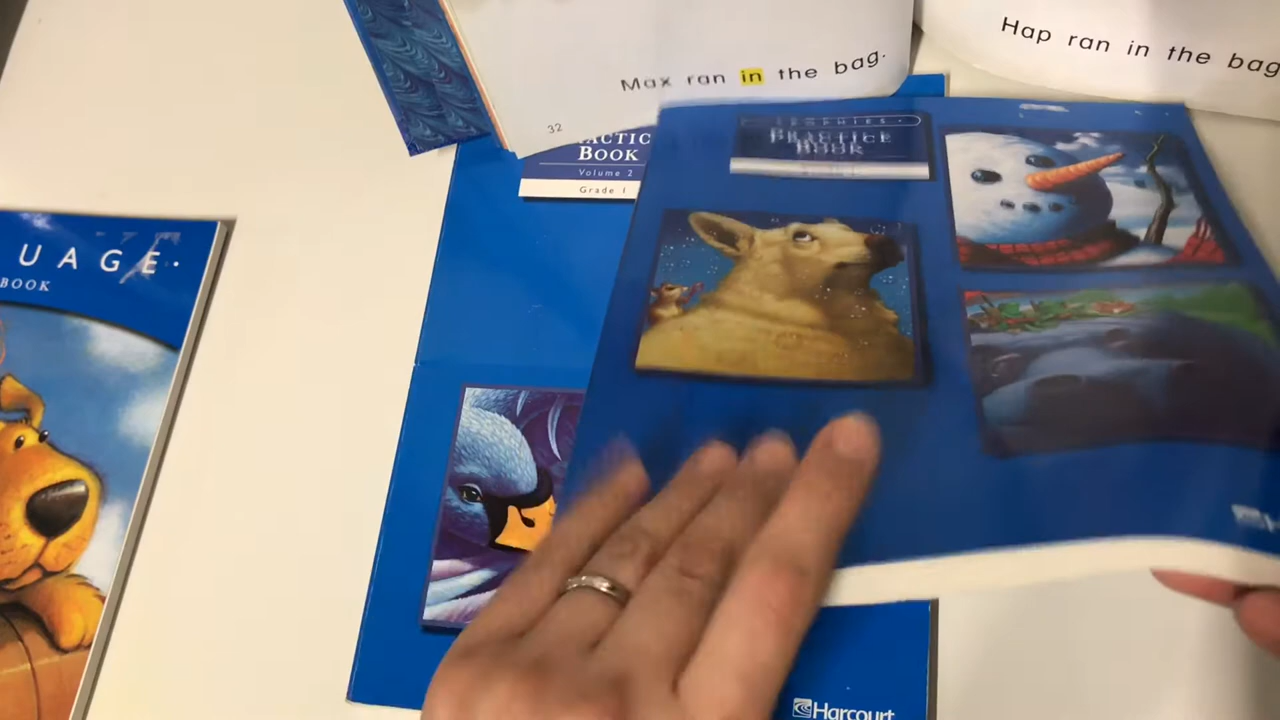 Max ran in the bag.
Hap ran in the bag
32
BOOK
Volume 2
Grade 1
PRACTICE
BOOK
UAGE.
BOOK
Harcourt